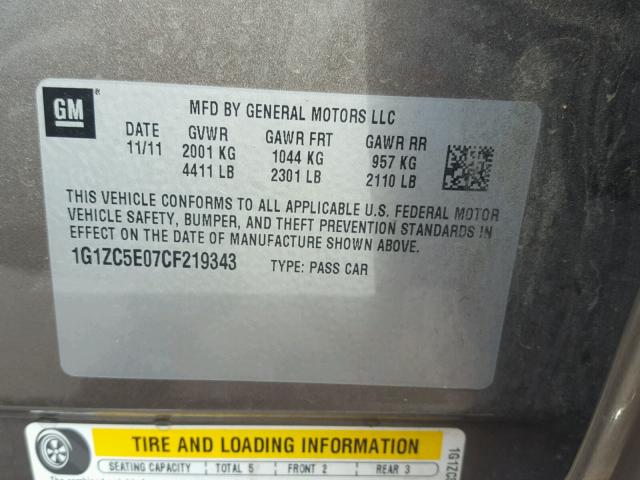 GM
MFD BY GENERAL MOTORS LLC
DATE GVWR GAWR FRT GAWR RR
11/11 2001 KG 1044 KG 957 KG
4411 LB 2301 LB 2110 LB
THIS VEHICLE CONFORMS TO ALL APPLICABLE U.S. FEDERAL MOTOR
VEHICLE SAFETY, BUMPER, AND THEFT PREVENTION STANDARDS IN
EFFECT ON THE DATE OF MANUFACTURE SHOWN ABOVE.
1G1ZC5E07CF219343 TYPE: PASS CAR
TIRE AND LOADING INFORMATION
SEATING CAPACITY TOTAL 5 FRONT 2 REAR 3
1G1ZC5